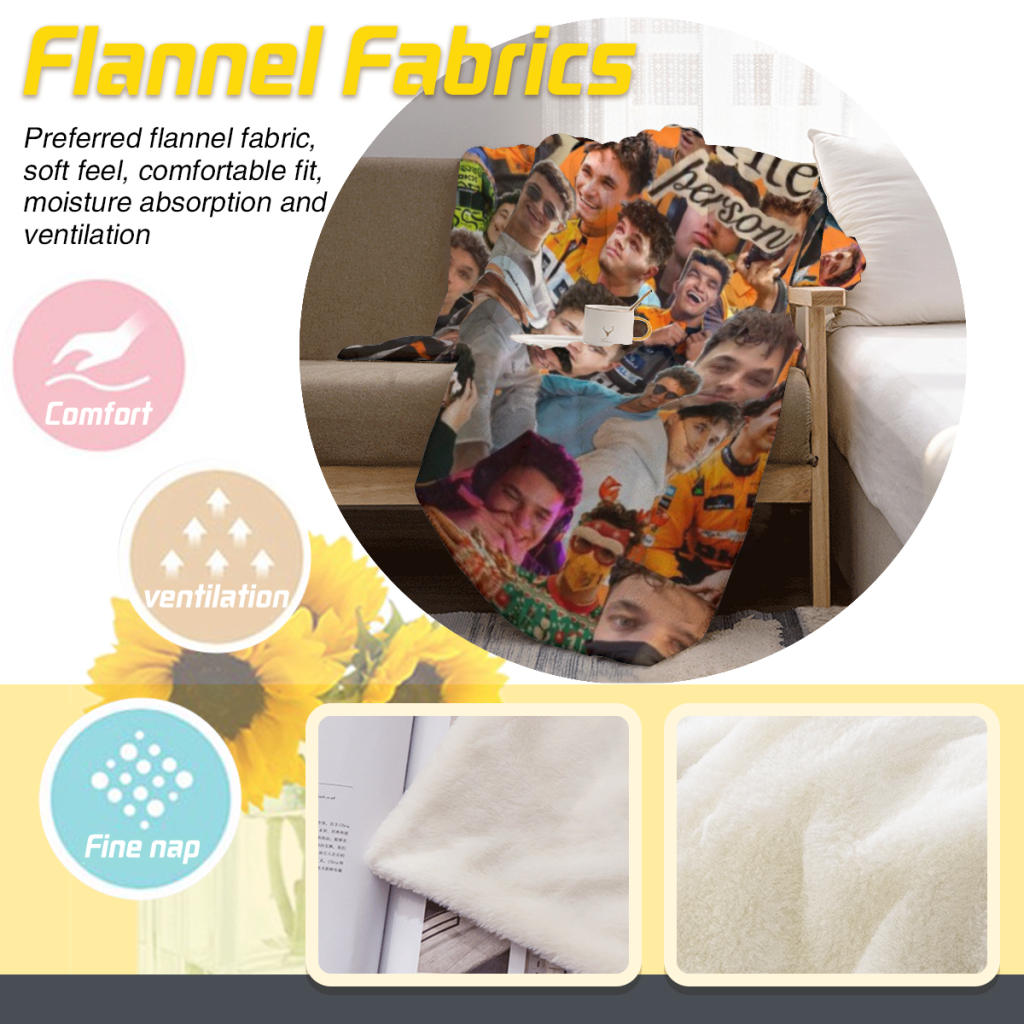 Flannel Fabrics
Preferred flannel fabric,
soft feel, comfortable fit,
moisture absorption and
ventilation
person
Comfort
ventilation
Fine nap